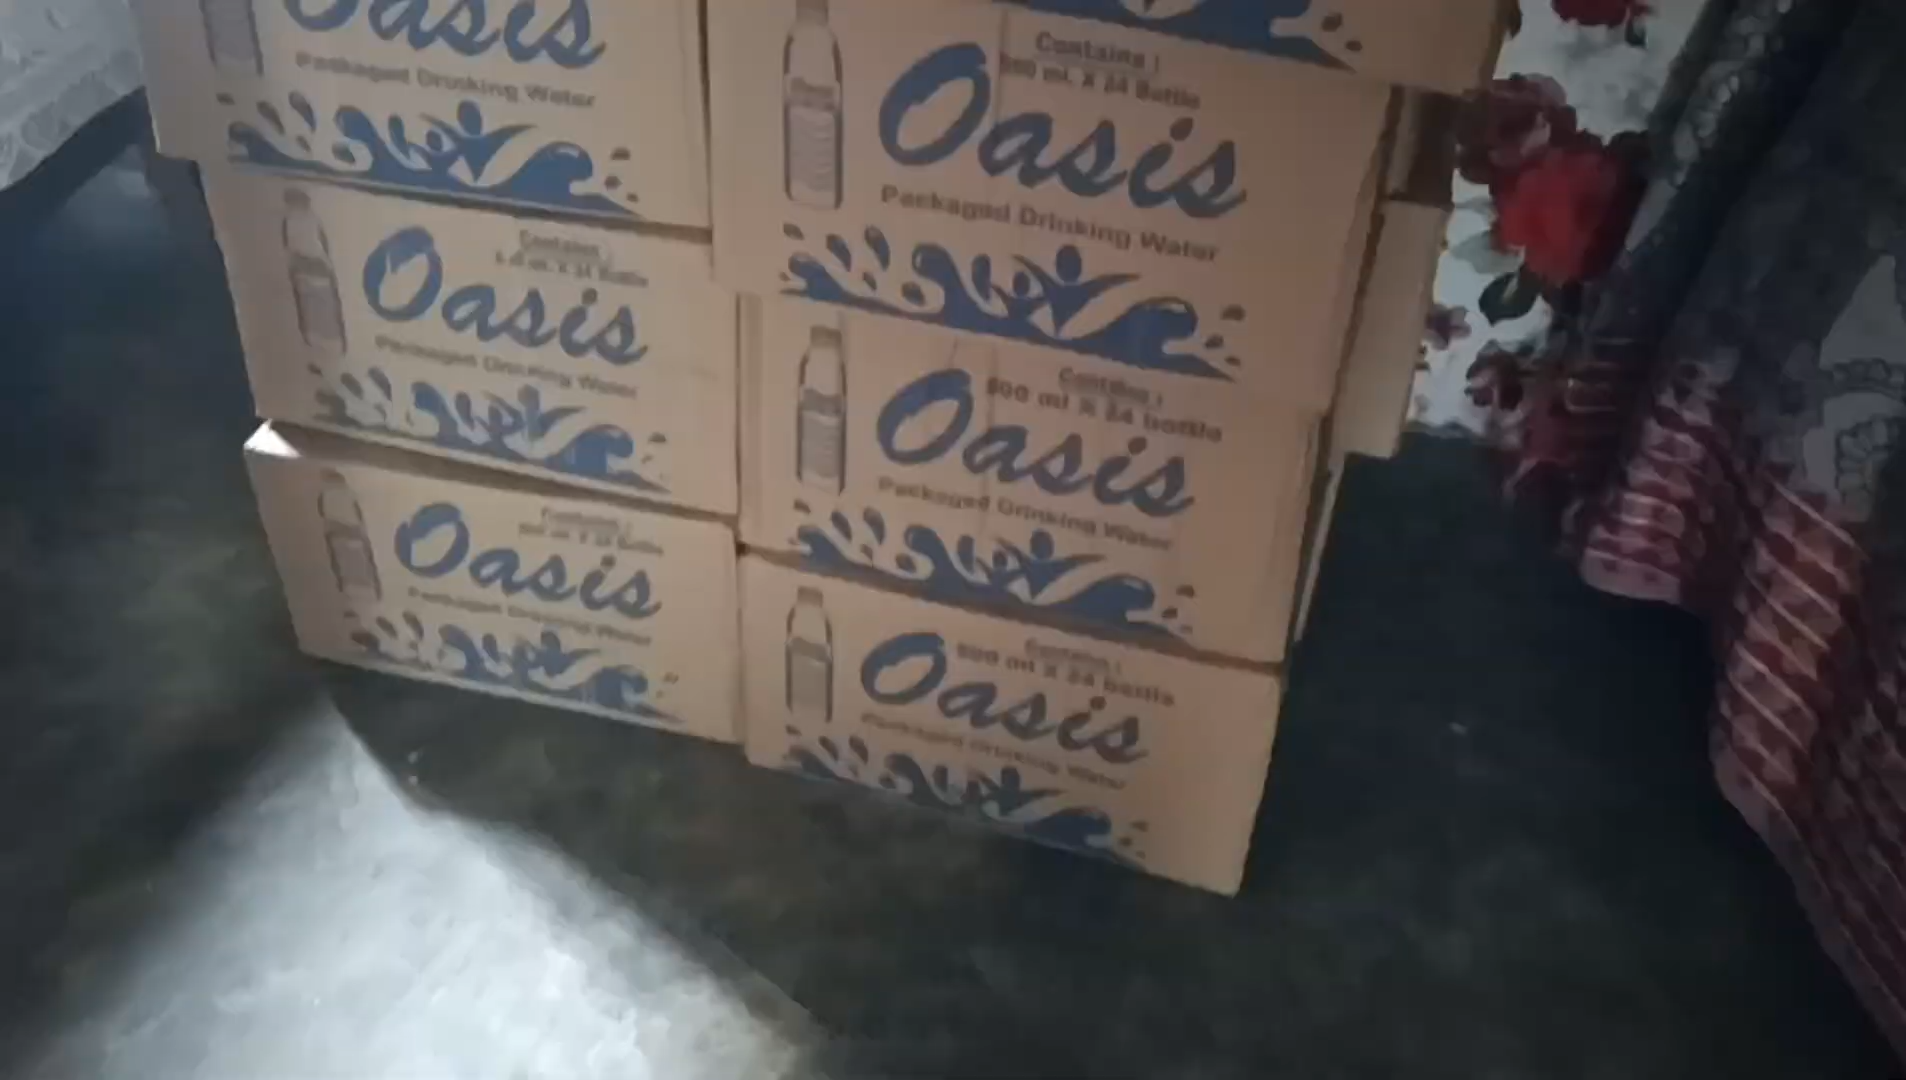 Oasis
Packaged Drinking Water
Contains :
500 ml. X 24 Bottle
Oasis
Packaged Drinking Water
Contains :
Oasis
Packaged Drinking Water
Contains :
500 ml X 24 bottle
Oasis
Packaged Drinking Water
Contains :
Oasis
Packaged Drinking Water
Contains :
500 ml X 24 bottle
Oasis
Packaged Drinking Water